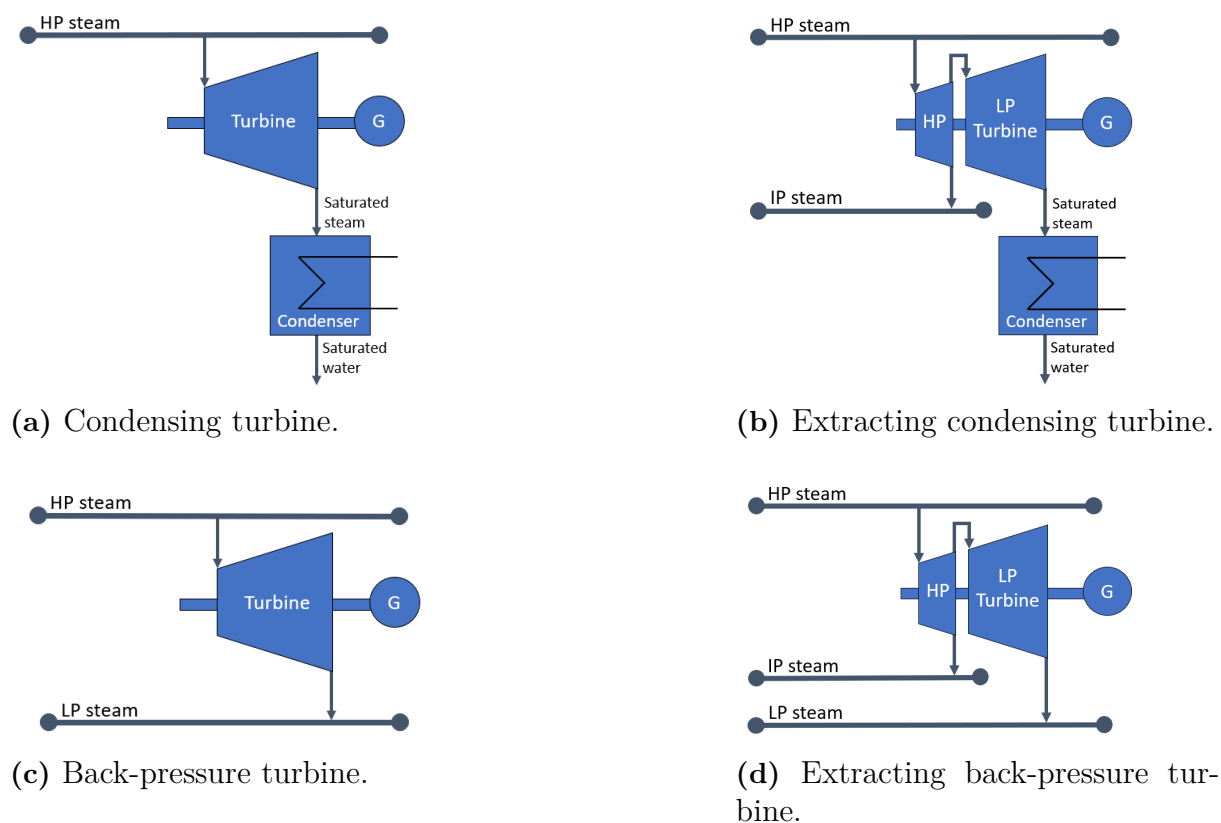 HP steam
Turbine
G
Saturated
steam
Condenser
Saturated
water
(a) Condensing turbine.
HP steam
HP
LP
Turbine
G
IP steam
Saturated
steam
Condenser
Saturated
water
(b) Extracting condensing turbine.
HP steam
Turbine
G
LP steam
(c) Back-pressure turbine.
HP steam
HP
LP
Turbine
G
IP steam
LP steam
(d) Extracting back-pressure tur-
bine.